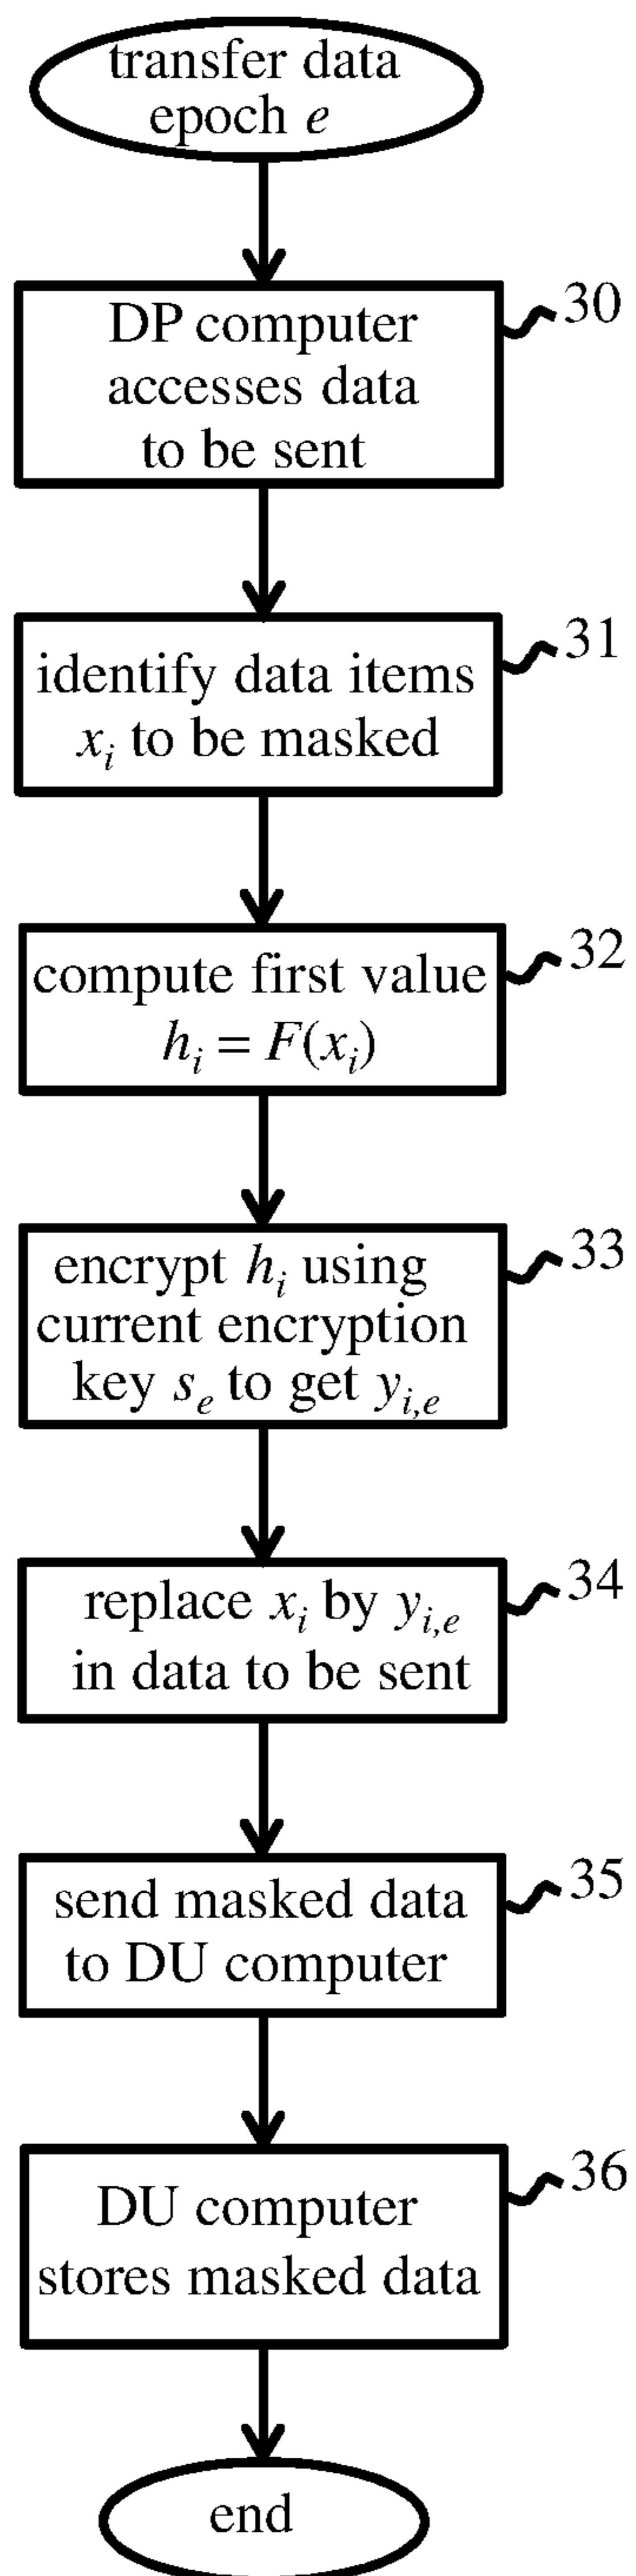 transfer data
epoch e
30
DP computer
accesses data
to be sent
31
identify data items
xᵢ to be masked
32
compute first value
hᵢ = F(xᵢ)
33
encrypt hᵢ using
current encryption
key sₑ to get yᵢ,ₑ
34
replace xᵢ by yᵢ,ₑ
in data to be sent
35
send masked data
to DU computer
36
DU computer
stores masked data
end